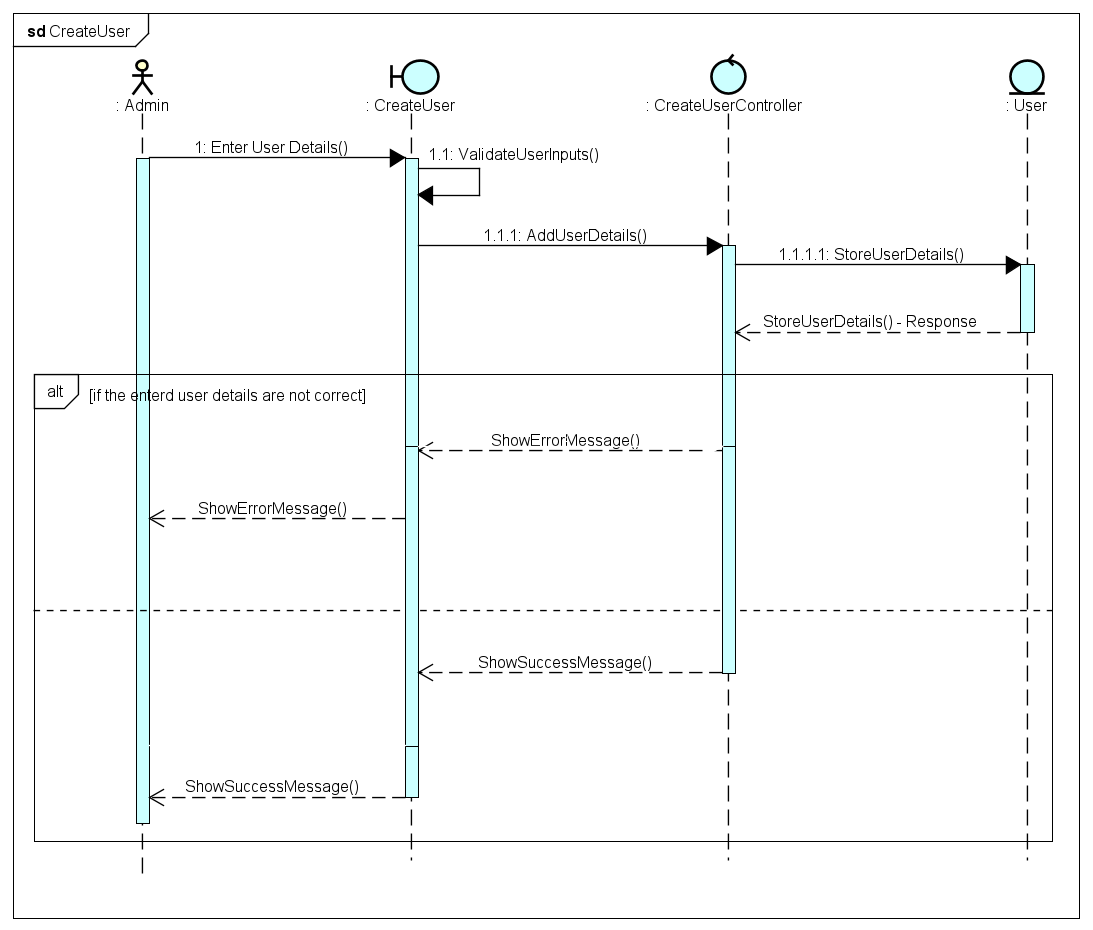 sd CreateUser
: Admin
: CreateUser
: CreateUserController
: User
1: Enter User Details()
1.1: ValidateUserInputs()
1.1.1: AddUserDetails()
1.1.1.1: StoreUserDetails()
StoreUserDetails() - Response
alt
[if the enterd user details are not correct]
ShowErrorMessage()
ShowErrorMessage()
ShowSuccessMessage()
ShowSuccessMessage()